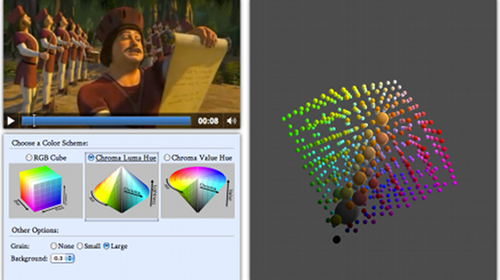 00:08
Choose a Color Scheme:
RGB Cube Chroma Luma Hue Chroma Value Hue
Other Options:
Grain: None Small Large
Background: 0.3